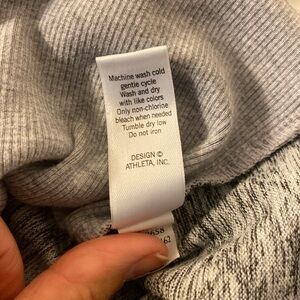 Machine wash cold
gentle cycle
Wash and dry
with like colors
Only non-chlorine
bleach when needed
Tumble dry low
Do not iron
DESIGN ©
ATHLETA, INC.